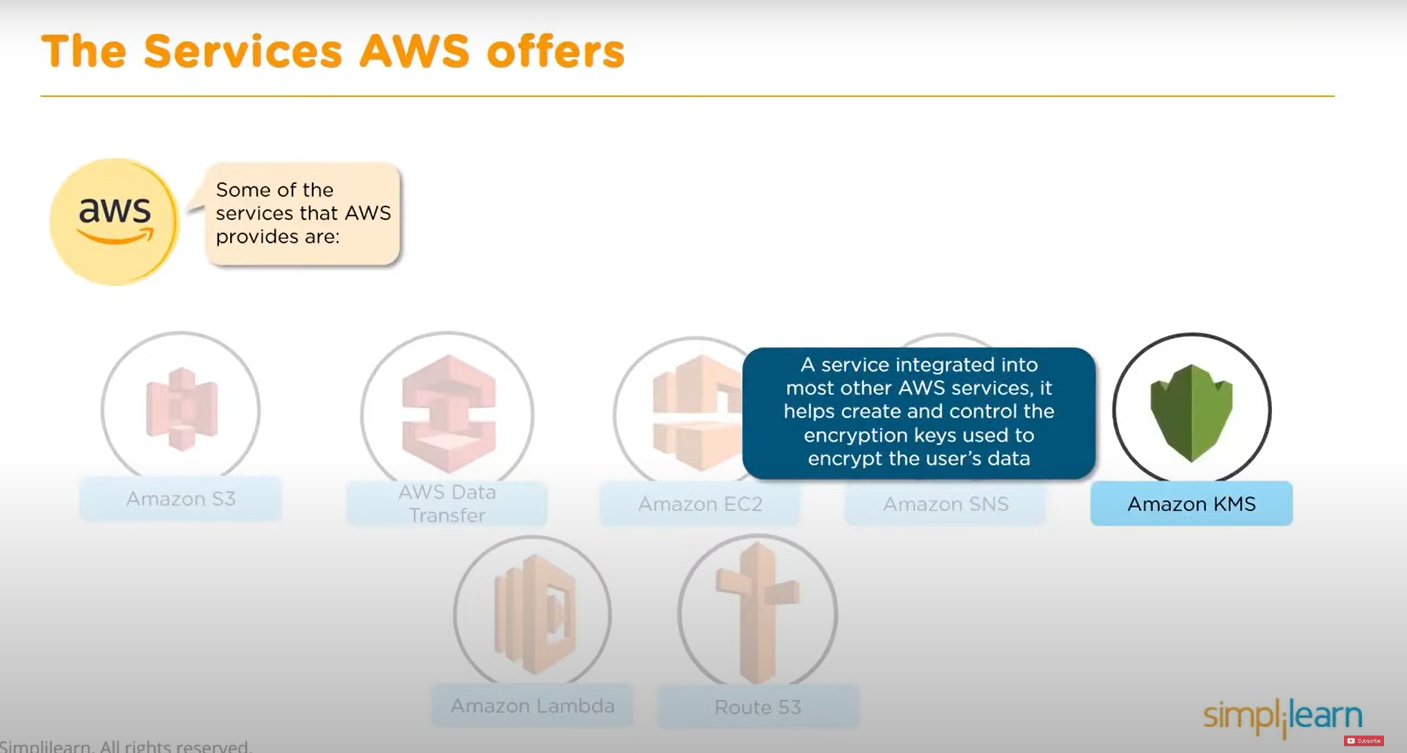 The Services AWS offers
aws
Some of the
services that AWS
provides are:
A service integrated into
most other AWS services, it
helps create and control the
encryption keys used to
encrypt the user's data
Amazon S3
AWS Data
Transfer
Amazon EC2
Amazon SNS
Amazon KMS
Amazon Lambda
Route 53
simplilearn
Subscribe
Simplilearn. All rights reserved.